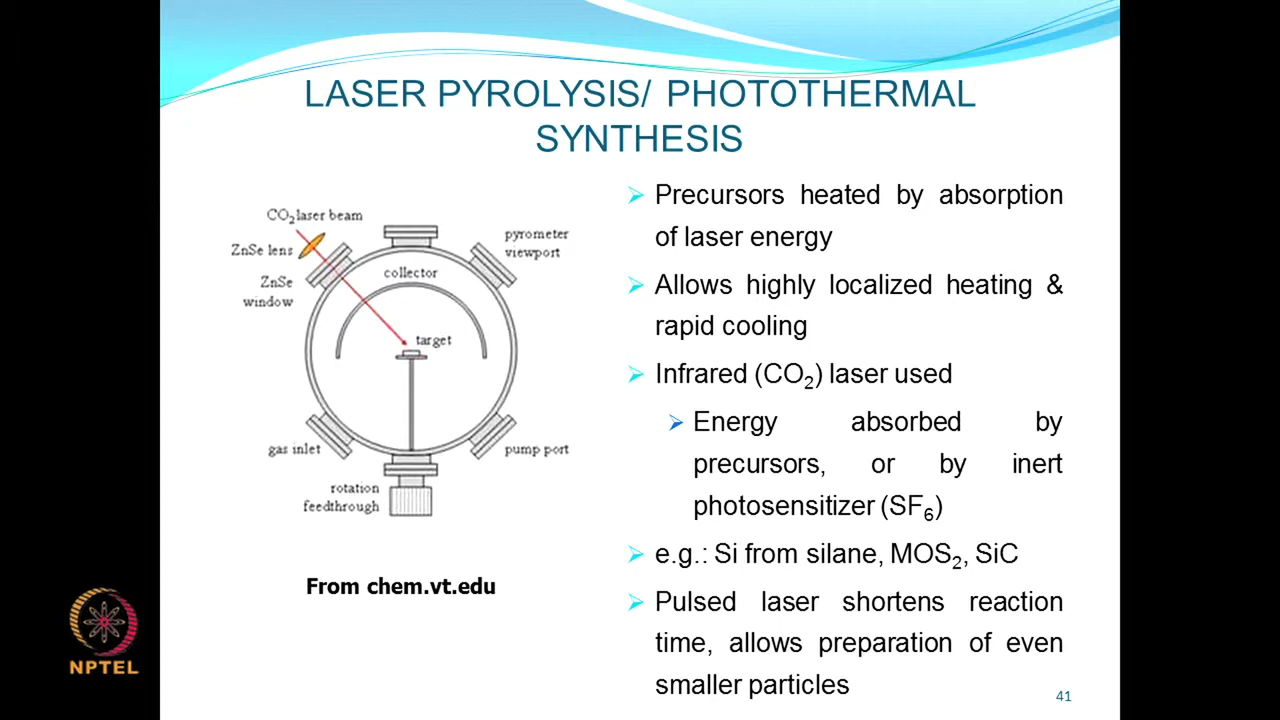 LASER PYROLYSIS/ PHOTOTHERMAL
SYNTHESIS
CO2 laser beam
ZnSe lens
ZnSe
window
collector
pyrometer
viewport
target
gas inlet
pump port
rotation
feedthrough
From chem.vt.edu
Precursors heated by absorption
of laser energy
Allows highly localized heating &
rapid cooling
Infrared (CO2) laser used
Energy absorbed by
precursors, or by inert
photosensitizer (SF6)
e.g.: Si from silane, MOS2, SiC
Pulsed laser shortens reaction
time, allows preparation of even
smaller particles
NPTEL
41